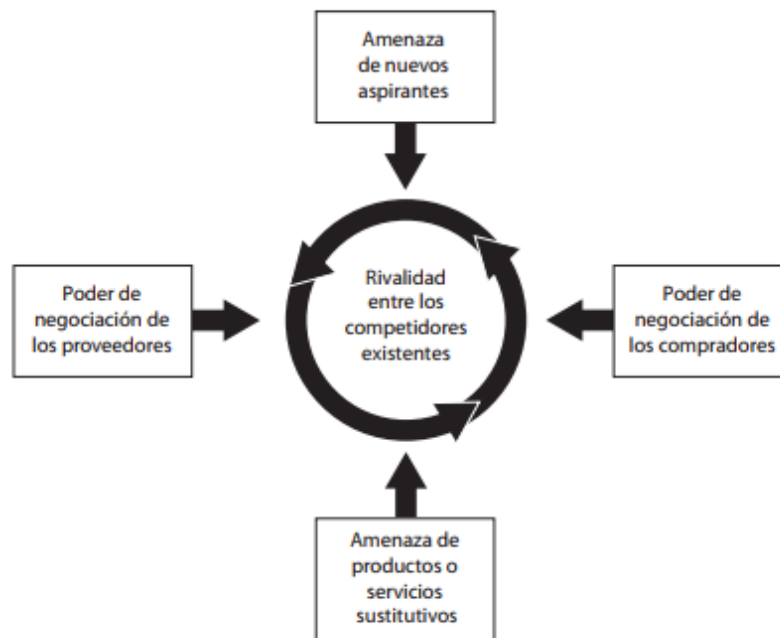 Amenaza
de nuevos
aspirantes
Poder de
negociación de
los proveedores
Rivalidad
entre los
competidores
existentes
Poder de
negociación de
los compradores
Amenaza de
productos o
servicios
sustitutivos